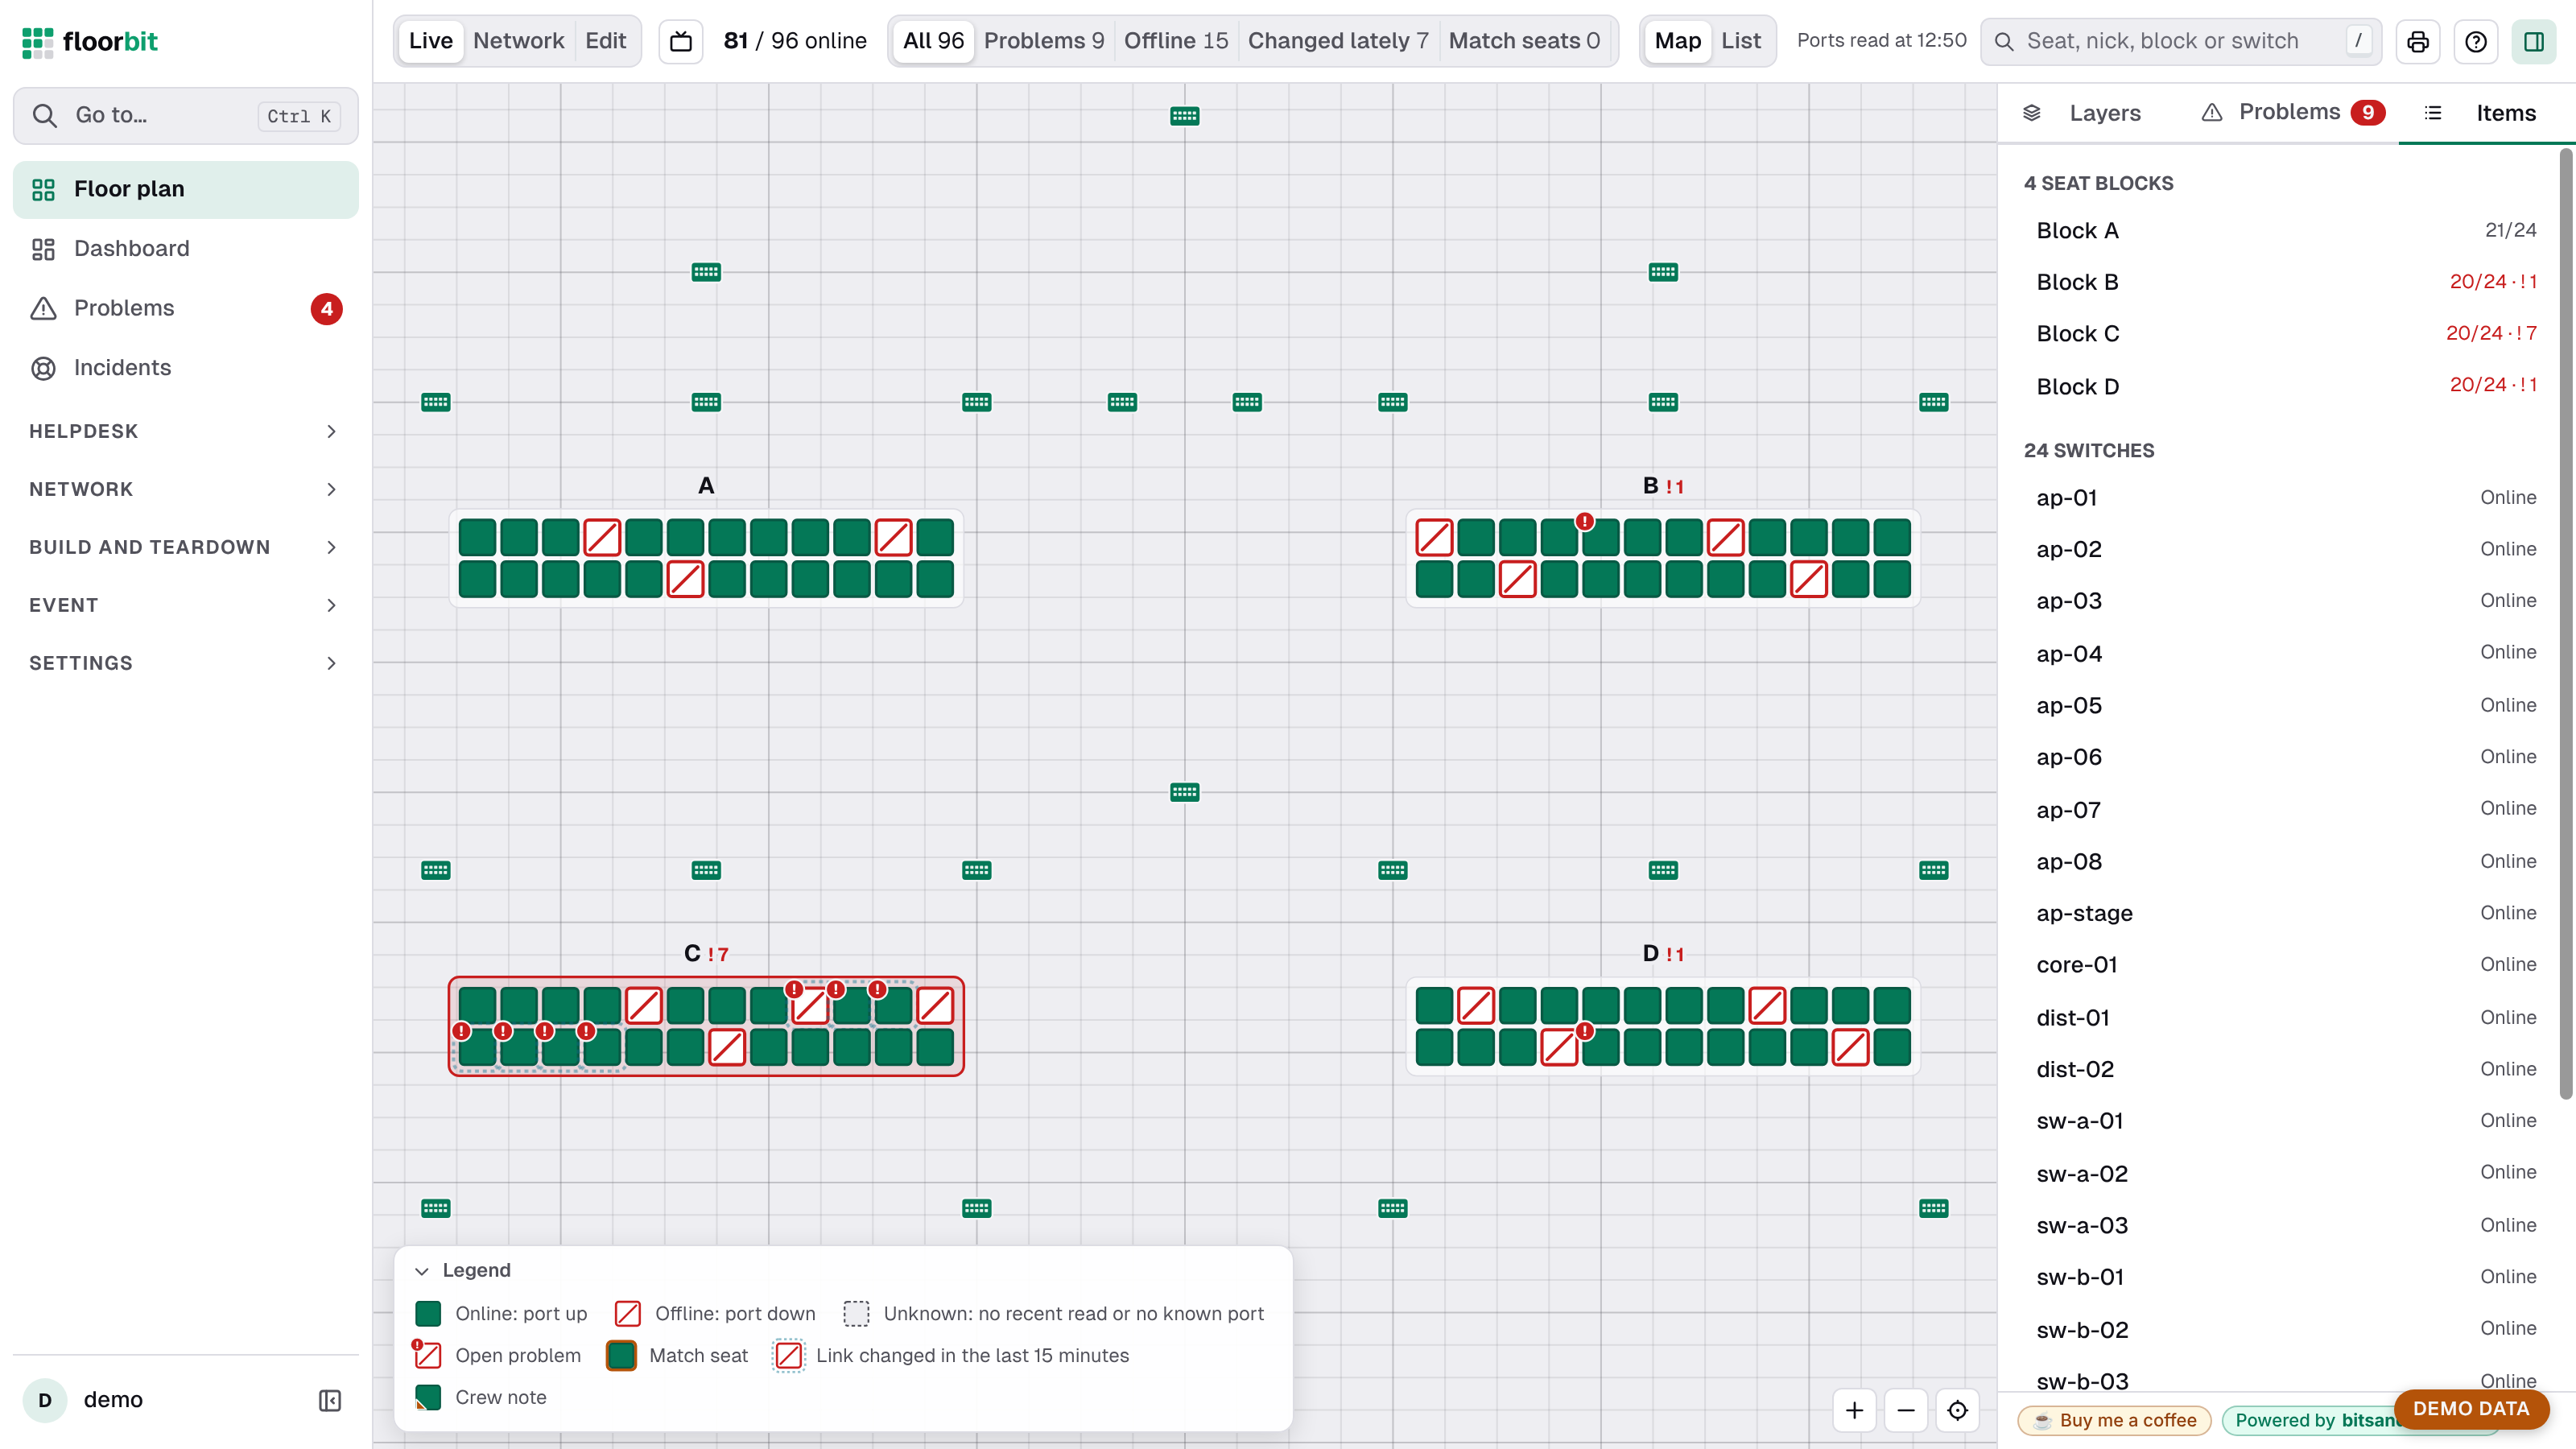 floorbit
Live Network Edit 81 / 96 online All 96 Problems 9 Offline 15 Changed lately 7 Match seats 0 Map List Ports read at 12:50 Seat, nick, block or switch /
Go to... Ctrl K
Floor plan
Dashboard
Problems 4
Incidents
HELPDESK
NETWORK
BUILD AND TEARDOWN
EVENT
SETTINGS
D demo
A
B !1
C !7
D !1
Legend
Online: port up Offline: port down Unknown: no recent read or no known port
Open problem Match seat Link changed in the last 15 minutes
Crew note
Layers Problems 9 Items
4 SEAT BLOCKS
Block A 21/24
Block B 20/24 · ! 1
Block C 20/24 · ! 7
Block D 20/24 · ! 1
24 SWITCHES
ap-01 Online
ap-02 Online
ap-03 Online
ap-04 Online
ap-05 Online
ap-06 Online
ap-07 Online
ap-08 Online
ap-stage Online
core-01 Online
dist-01 Online
dist-02 Online
sw-a-01 Online
sw-a-02 Online
sw-a-03 Online
sw-b-01 Online
sw-b-02 Online
sw-b-03 Online
Buy me a coffee Powered by DEMO DATA